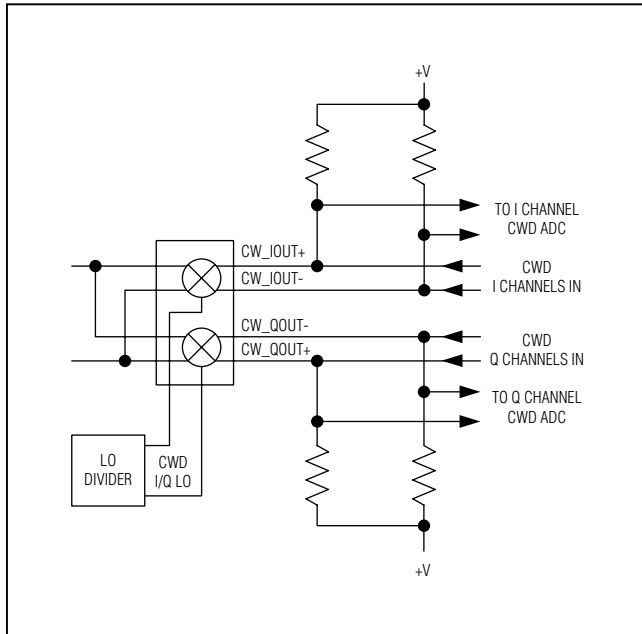 +V
TO I CHANNEL
CWD ADC
CW_IOUT+
CWD
I CHANNELS IN
CW_IOUT-
CW_QOUT-
CWD
Q CHANNELS IN
CW_QOUT+
TO Q CHANNEL
CWD ADC
LO
DIVIDER
CWD
I/Q LO
+V